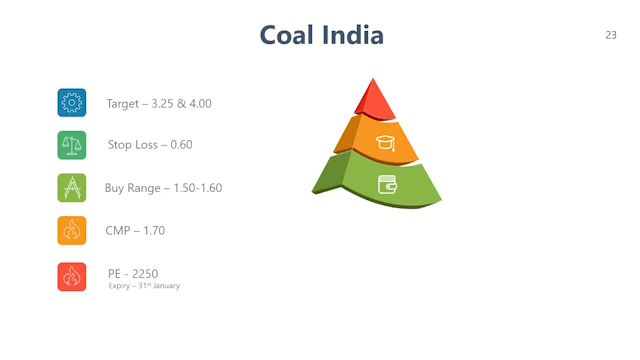 Coal India
23
Target – 3.25 & 4.00
Stop Loss – 0.60
Buy Range – 1.50-1.60
CMP – 1.70
PE - 2250
Expiry – 31st January